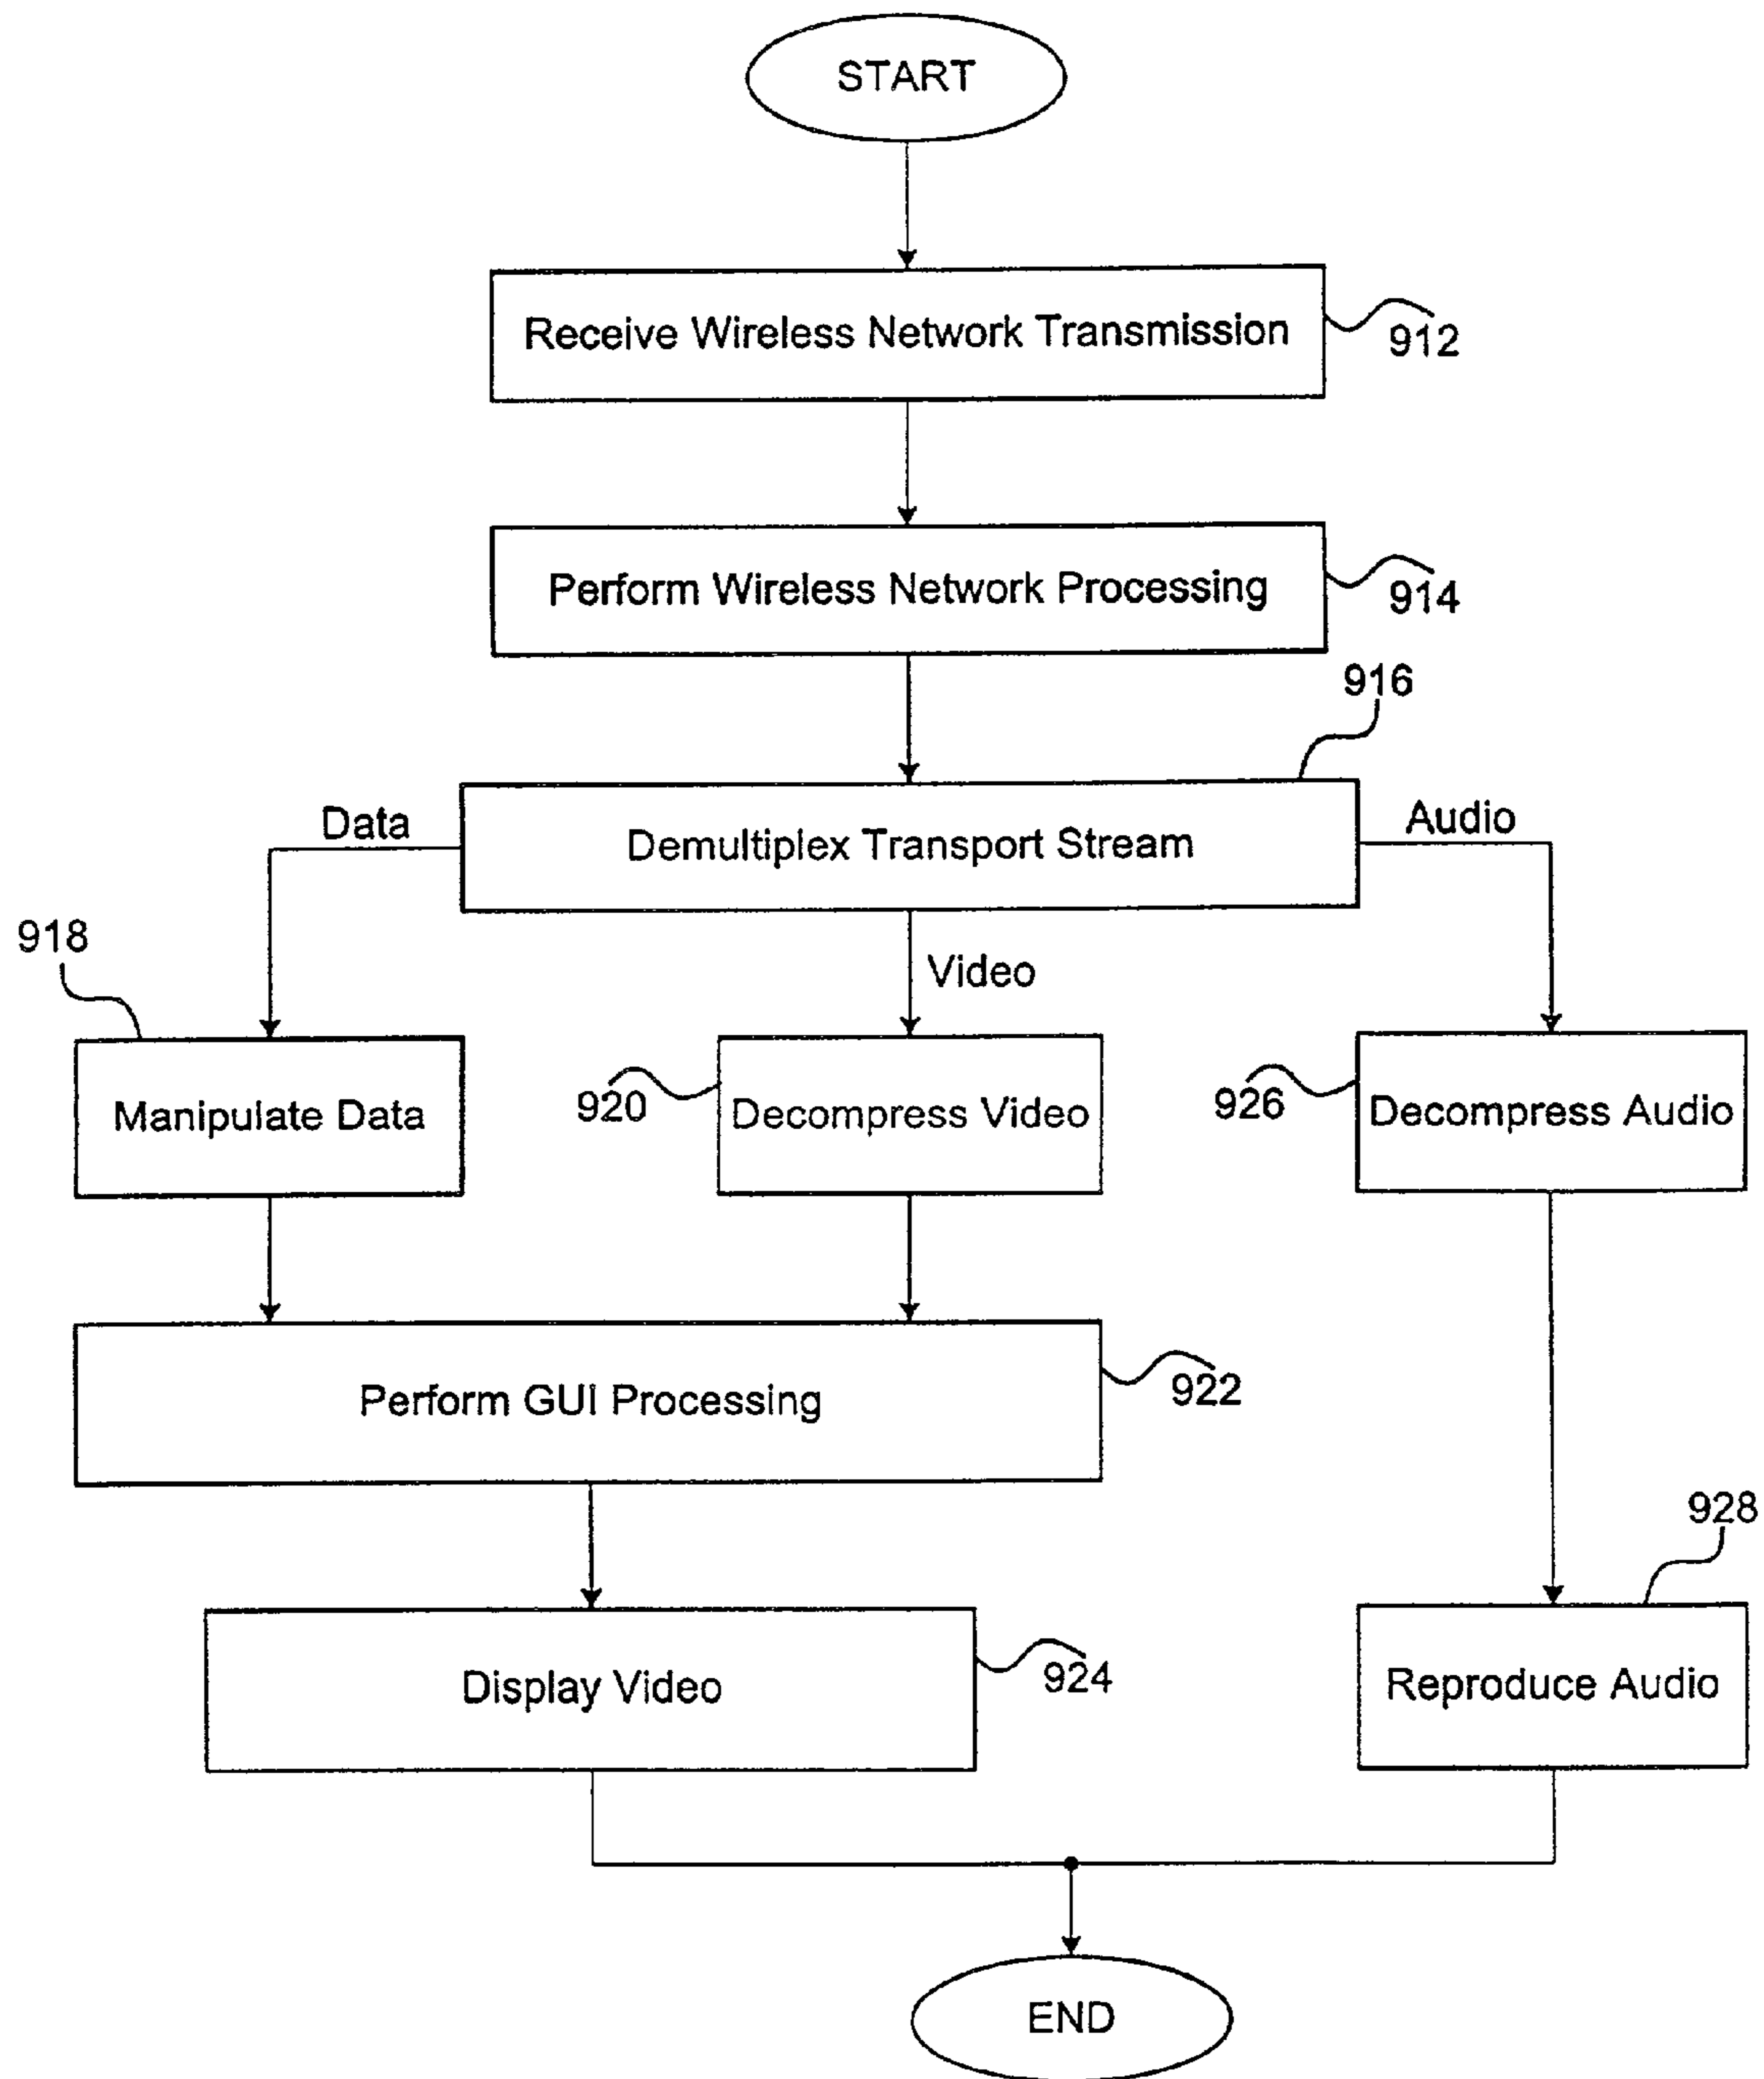 START
Receive Wireless Network Transmission
912
Perform Wireless Network Processing
914
916
Data
Demultiplex Transport Stream
Audio
918
Video
Manipulate Data
920
Decompress Video
926
Decompress Audio
Perform GUI Processing
922
928
Display Video
924
Reproduce Audio
END